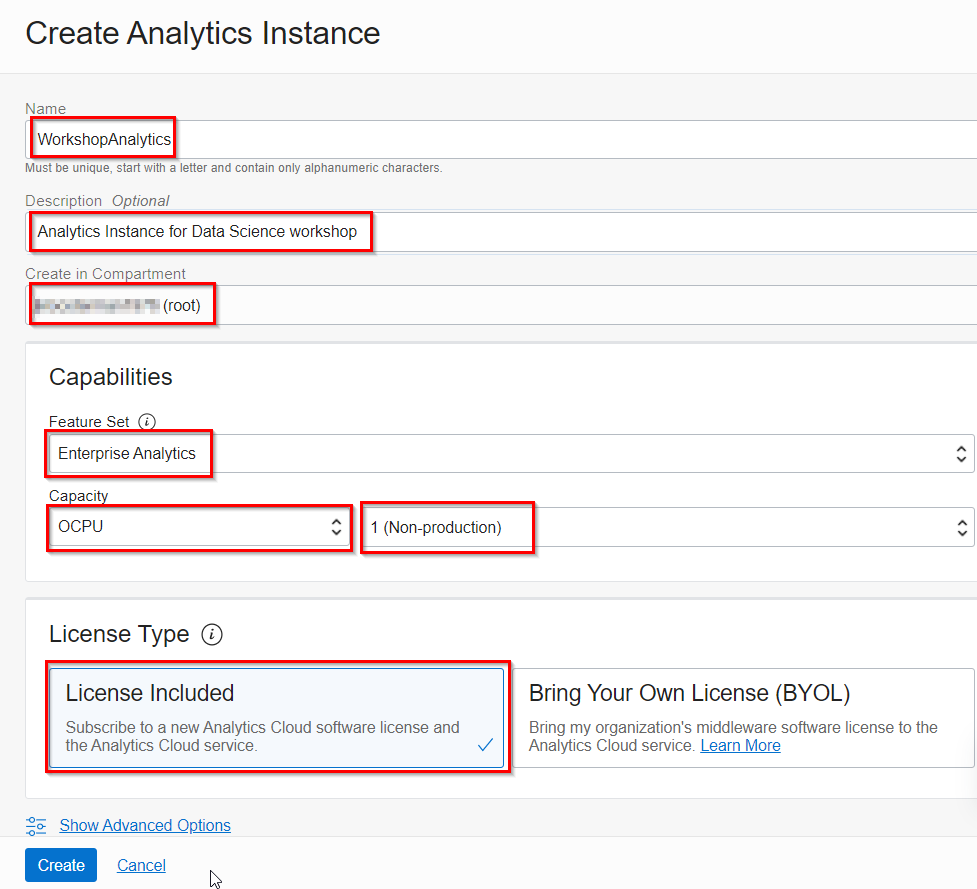 Create Analytics Instance
Name
WorkshopAnalytics
Must be unique, start with a letter and contain only alphanumeric characters.
Description Optional
Analytics Instance for Data Science workshop
Create in Compartment
(root)
Capabilities
Feature Set
Enterprise Analytics
Capacity
OCPU
1 (Non-production)
License Type
License Included
Subscribe to a new Analytics Cloud software license and
the Analytics Cloud service.
Bring Your Own License (BYOL)
Bring my organization's middleware software license to the
Analytics Cloud service. Learn More
Show Advanced Options
Create Cancel